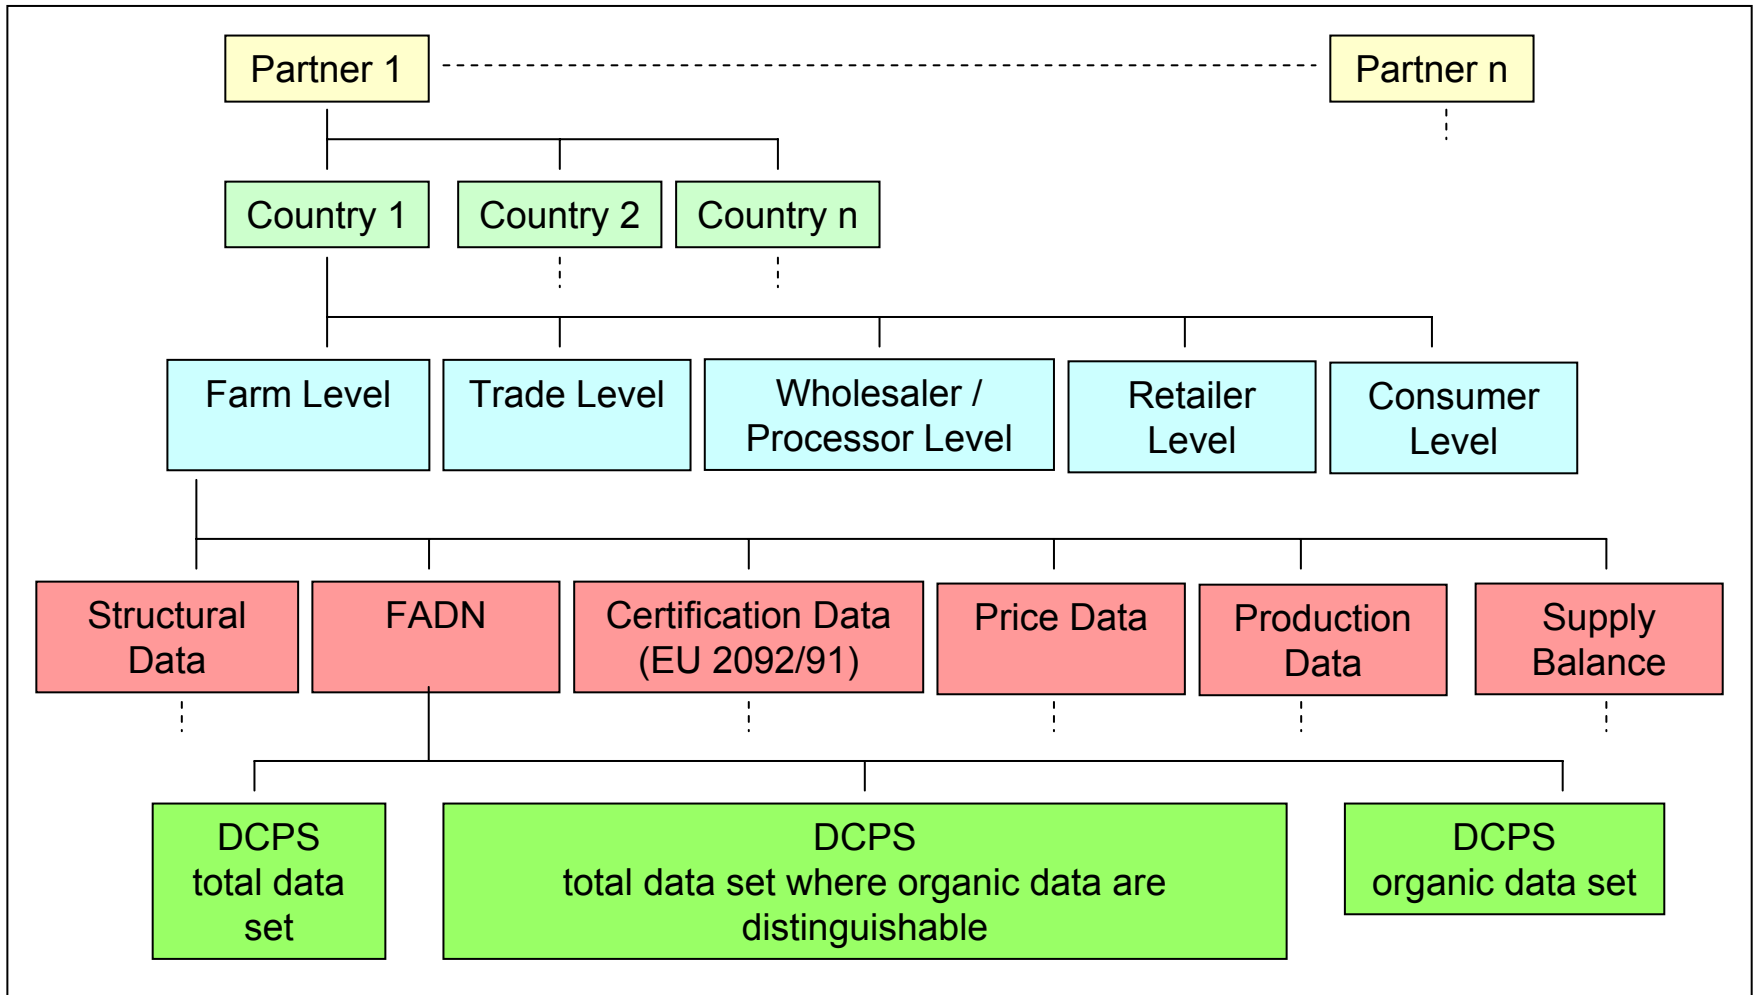 Partner 1
Partner n
Country 1
Country 2
Country n
Farm Level
Trade Level
Wholesaler /
Processor Level
Retailer
Level
Consumer
Level
Structural
Data
FADN
Certification Data
(EU 2092/91)
Price Data
Production
Data
Supply
Balance
DCPS
total data
set
DCPS
total data set where organic data are
distinguishable
DCPS
organic data set